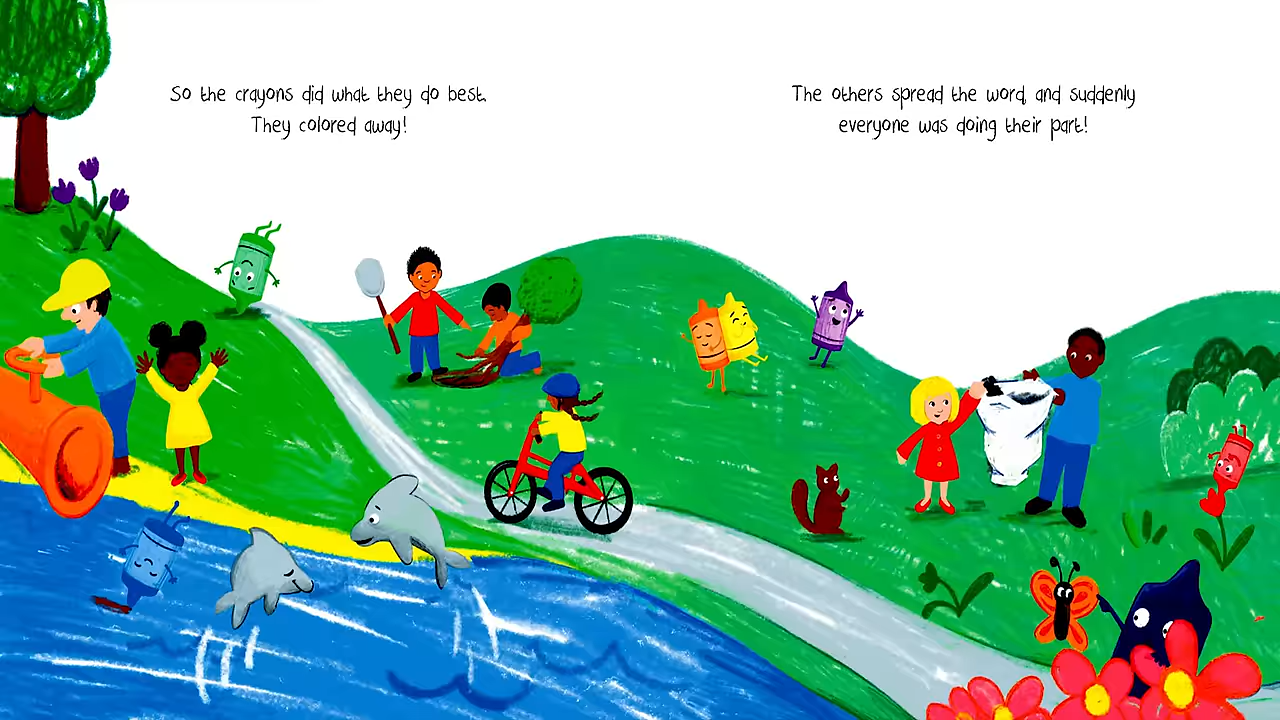 So the crayons did what they do best.
They colored away!
The others spread the word, and suddenly
everyone was doing their part!